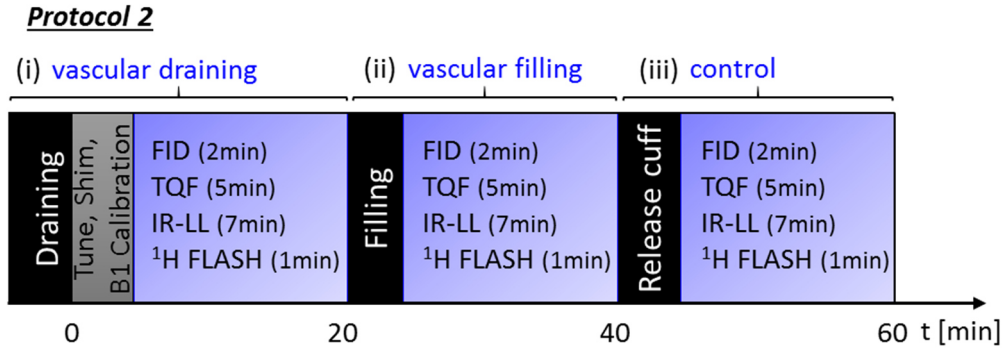 Protocol 2
(i) vascular draining
(ii) vascular filling
(iii) control
Draining
Tune, Shim,
B1 Calibration
FID (2min)
TQF (5min)
IR-LL (7min)
¹H FLASH (1min)
Filling
FID (2min)
TQF (5min)
IR-LL (7min)
¹H FLASH (1min)
Release cuff
FID (2min)
TQF (5min)
IR-LL (7min)
¹H FLASH (1min)
0
20
40
60
t [min]